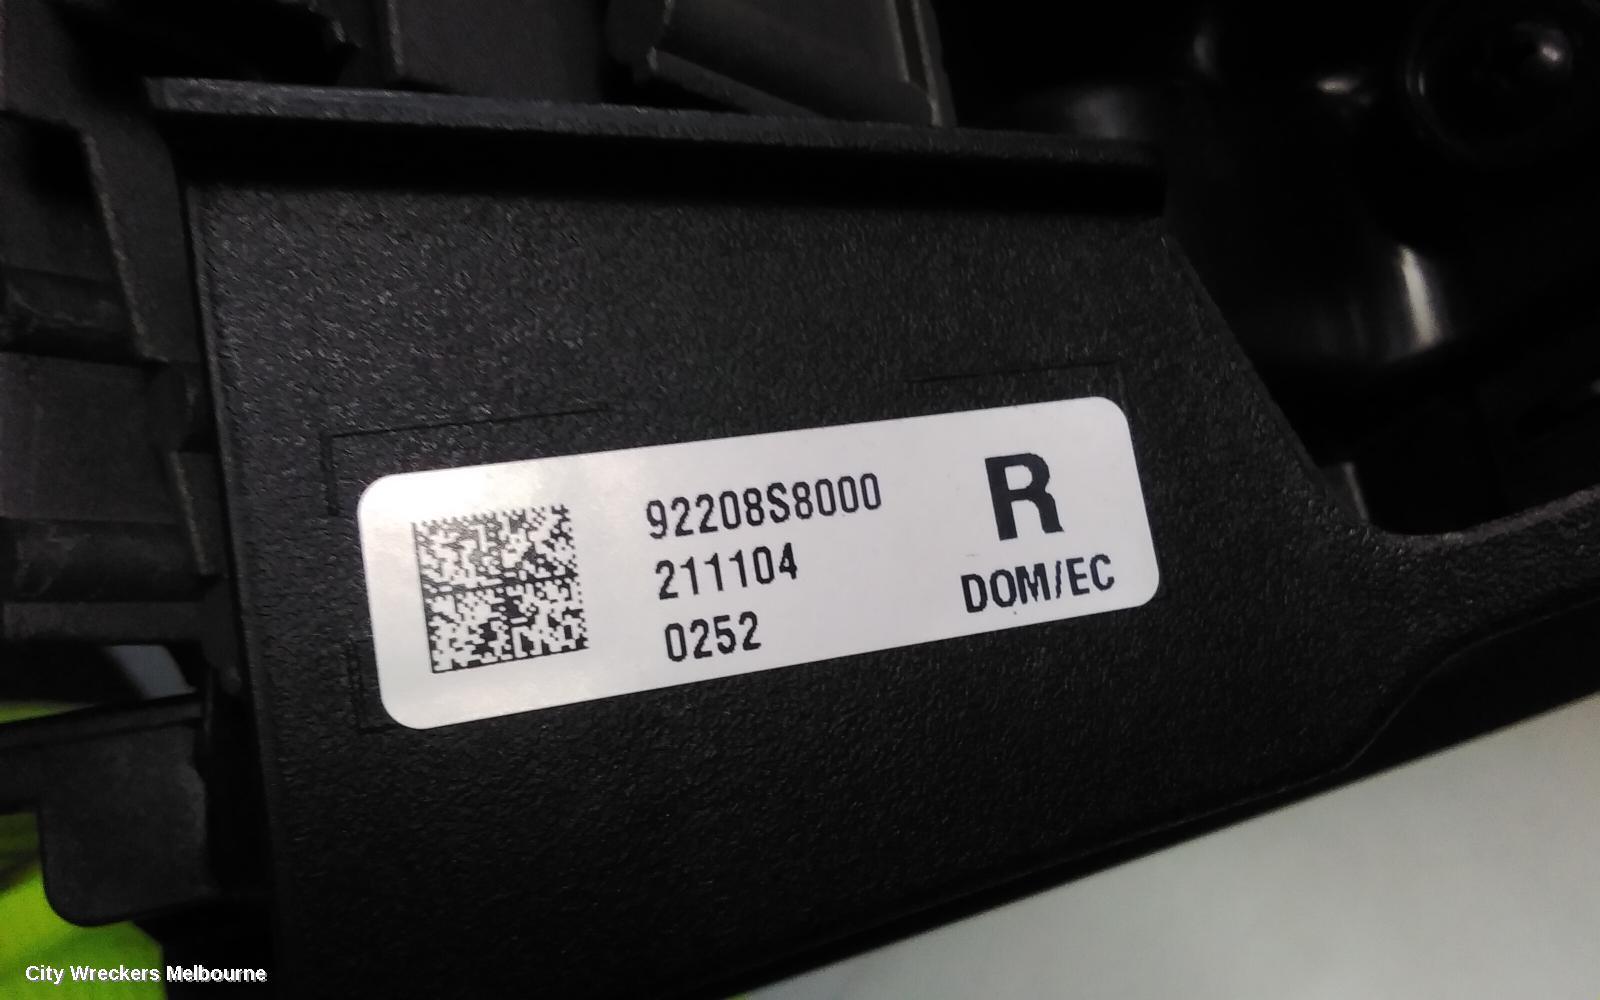 92208S8000
211104
0252
R
DOM/EC
City Wreckers Melbourne